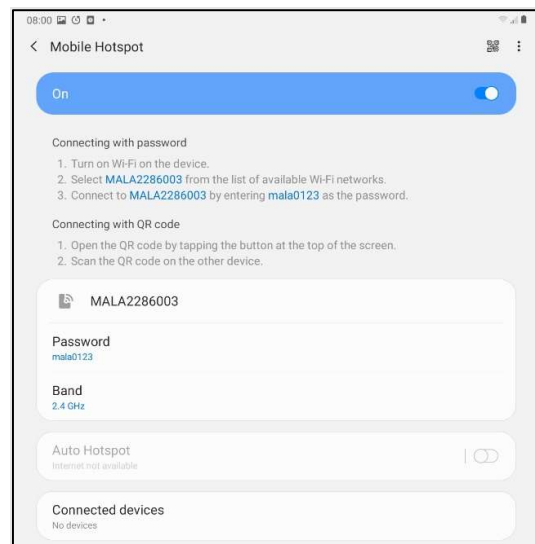 08:00
Mobile Hotspot
On
Connecting with password
1. Turn on Wi-Fi on the device.
2. Select MALA2286003 from the list of available Wi-Fi networks.
3. Connect to MALA2286003 by entering mala0123 as the password.
Connecting with QR code
1. Open the QR code by tapping the button at the top of the screen.
2. Scan the QR code on the other device.
MALA2286003
Password
mala0123
Band
2.4 GHz
Auto Hotspot
Internet not available
Connected devices
No devices